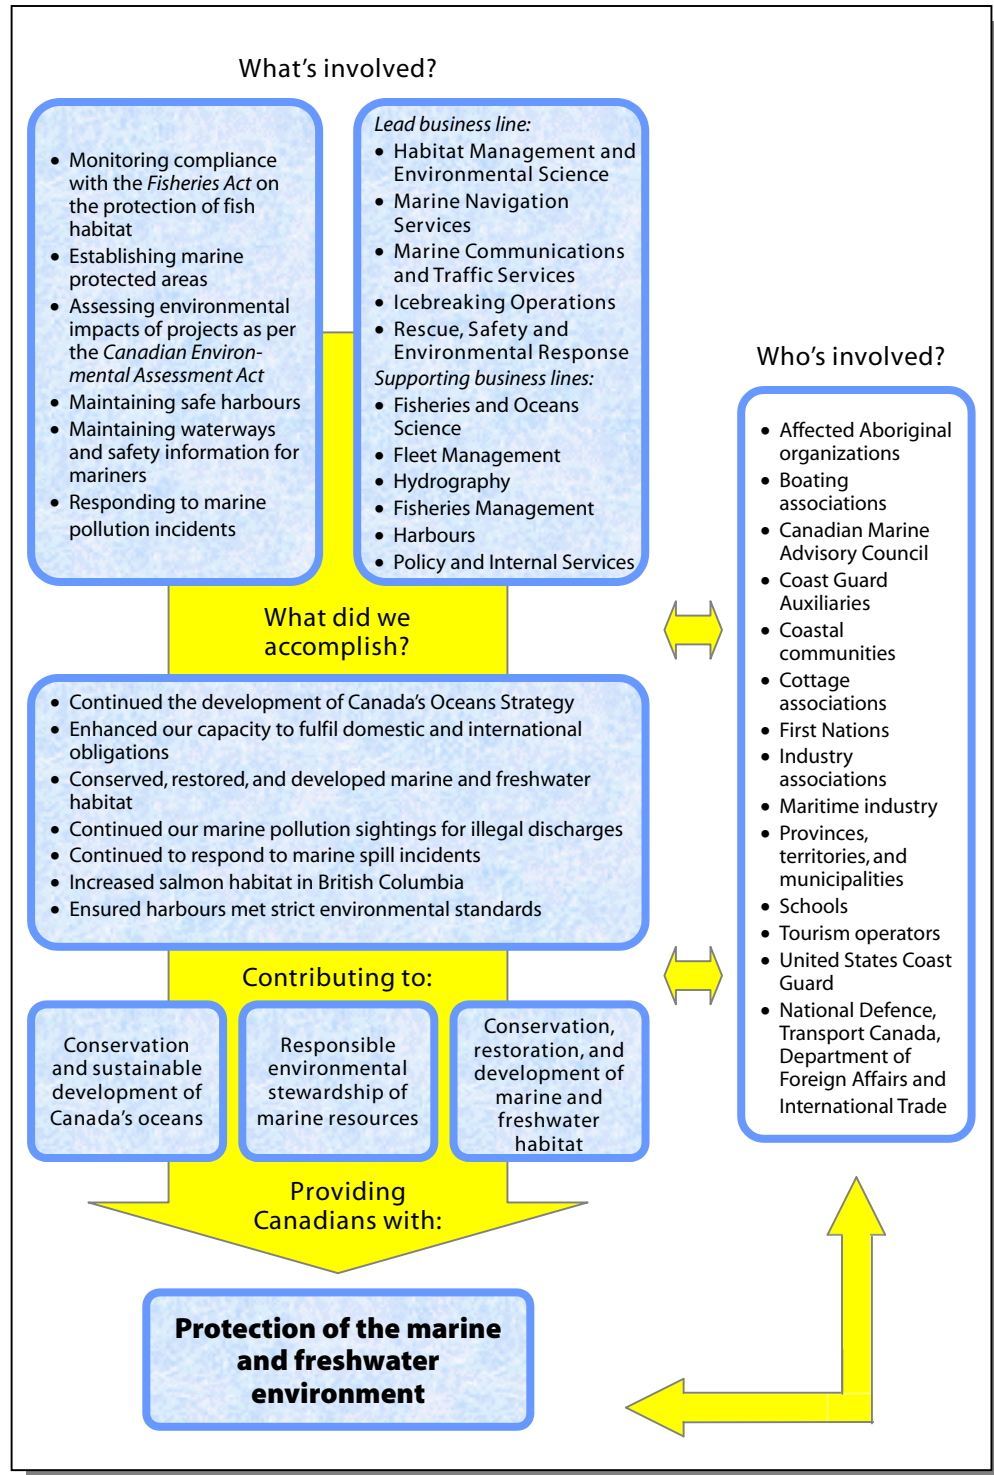 What's involved?
• Monitoring compliance
with the Fisheries Act on
the protection of fish
habitat
• Establishing marine
protected areas
• Assessing environmental
impacts of projects as per
the Canadian Environ-
mental Assessment Act
• Maintaining safe harbours
• Maintaining waterways
and safety information for
mariners
• Responding to marine
pollution incidents
Lead business line:
• Habitat Management and
Environmental Science
• Marine Navigation
Services
• Marine Communications
and Traffic Services
• Icebreaking Operations
• Rescue, Safety and
Environmental Response
Supporting business lines:
• Fisheries and Oceans
Science
• Fleet Management
• Hydrography
• Fisheries Management
• Harbours
• Policy and Internal Services
What did we
accomplish?
• Continued the development of Canada's Oceans Strategy
• Enhanced our capacity to fulfil domestic and international
obligations
• Conserved, restored, and developed marine and freshwater
habitat
• Continued our marine pollution sightings for illegal discharges
• Continued to respond to marine spill incidents
• Increased salmon habitat in British Columbia
• Ensured harbours met strict environmental standards
Contributing to:
Conservation
and sustainable
development of
Canada's oceans
Responsible
environmental
stewardship of
marine resources
Conservation,
restoration, and
development of
marine and
freshwater
habitat
Providing
Canadians with:
Protection of the marine
and freshwater
environment
Who's involved?
• Affected Aboriginal
organizations
• Boating
associations
• Canadian Marine
Advisory Council
• Coast Guard
Auxiliaries
• Coastal
communities
• Cottage
associations
• First Nations
• Industry
associations
• Maritime industry
• Provinces,
territories, and
municipalities
• Schools
• Tourism operators
• United States Coast
Guard
• National Defence,
Transport Canada,
Department of
Foreign Affairs and
International Trade